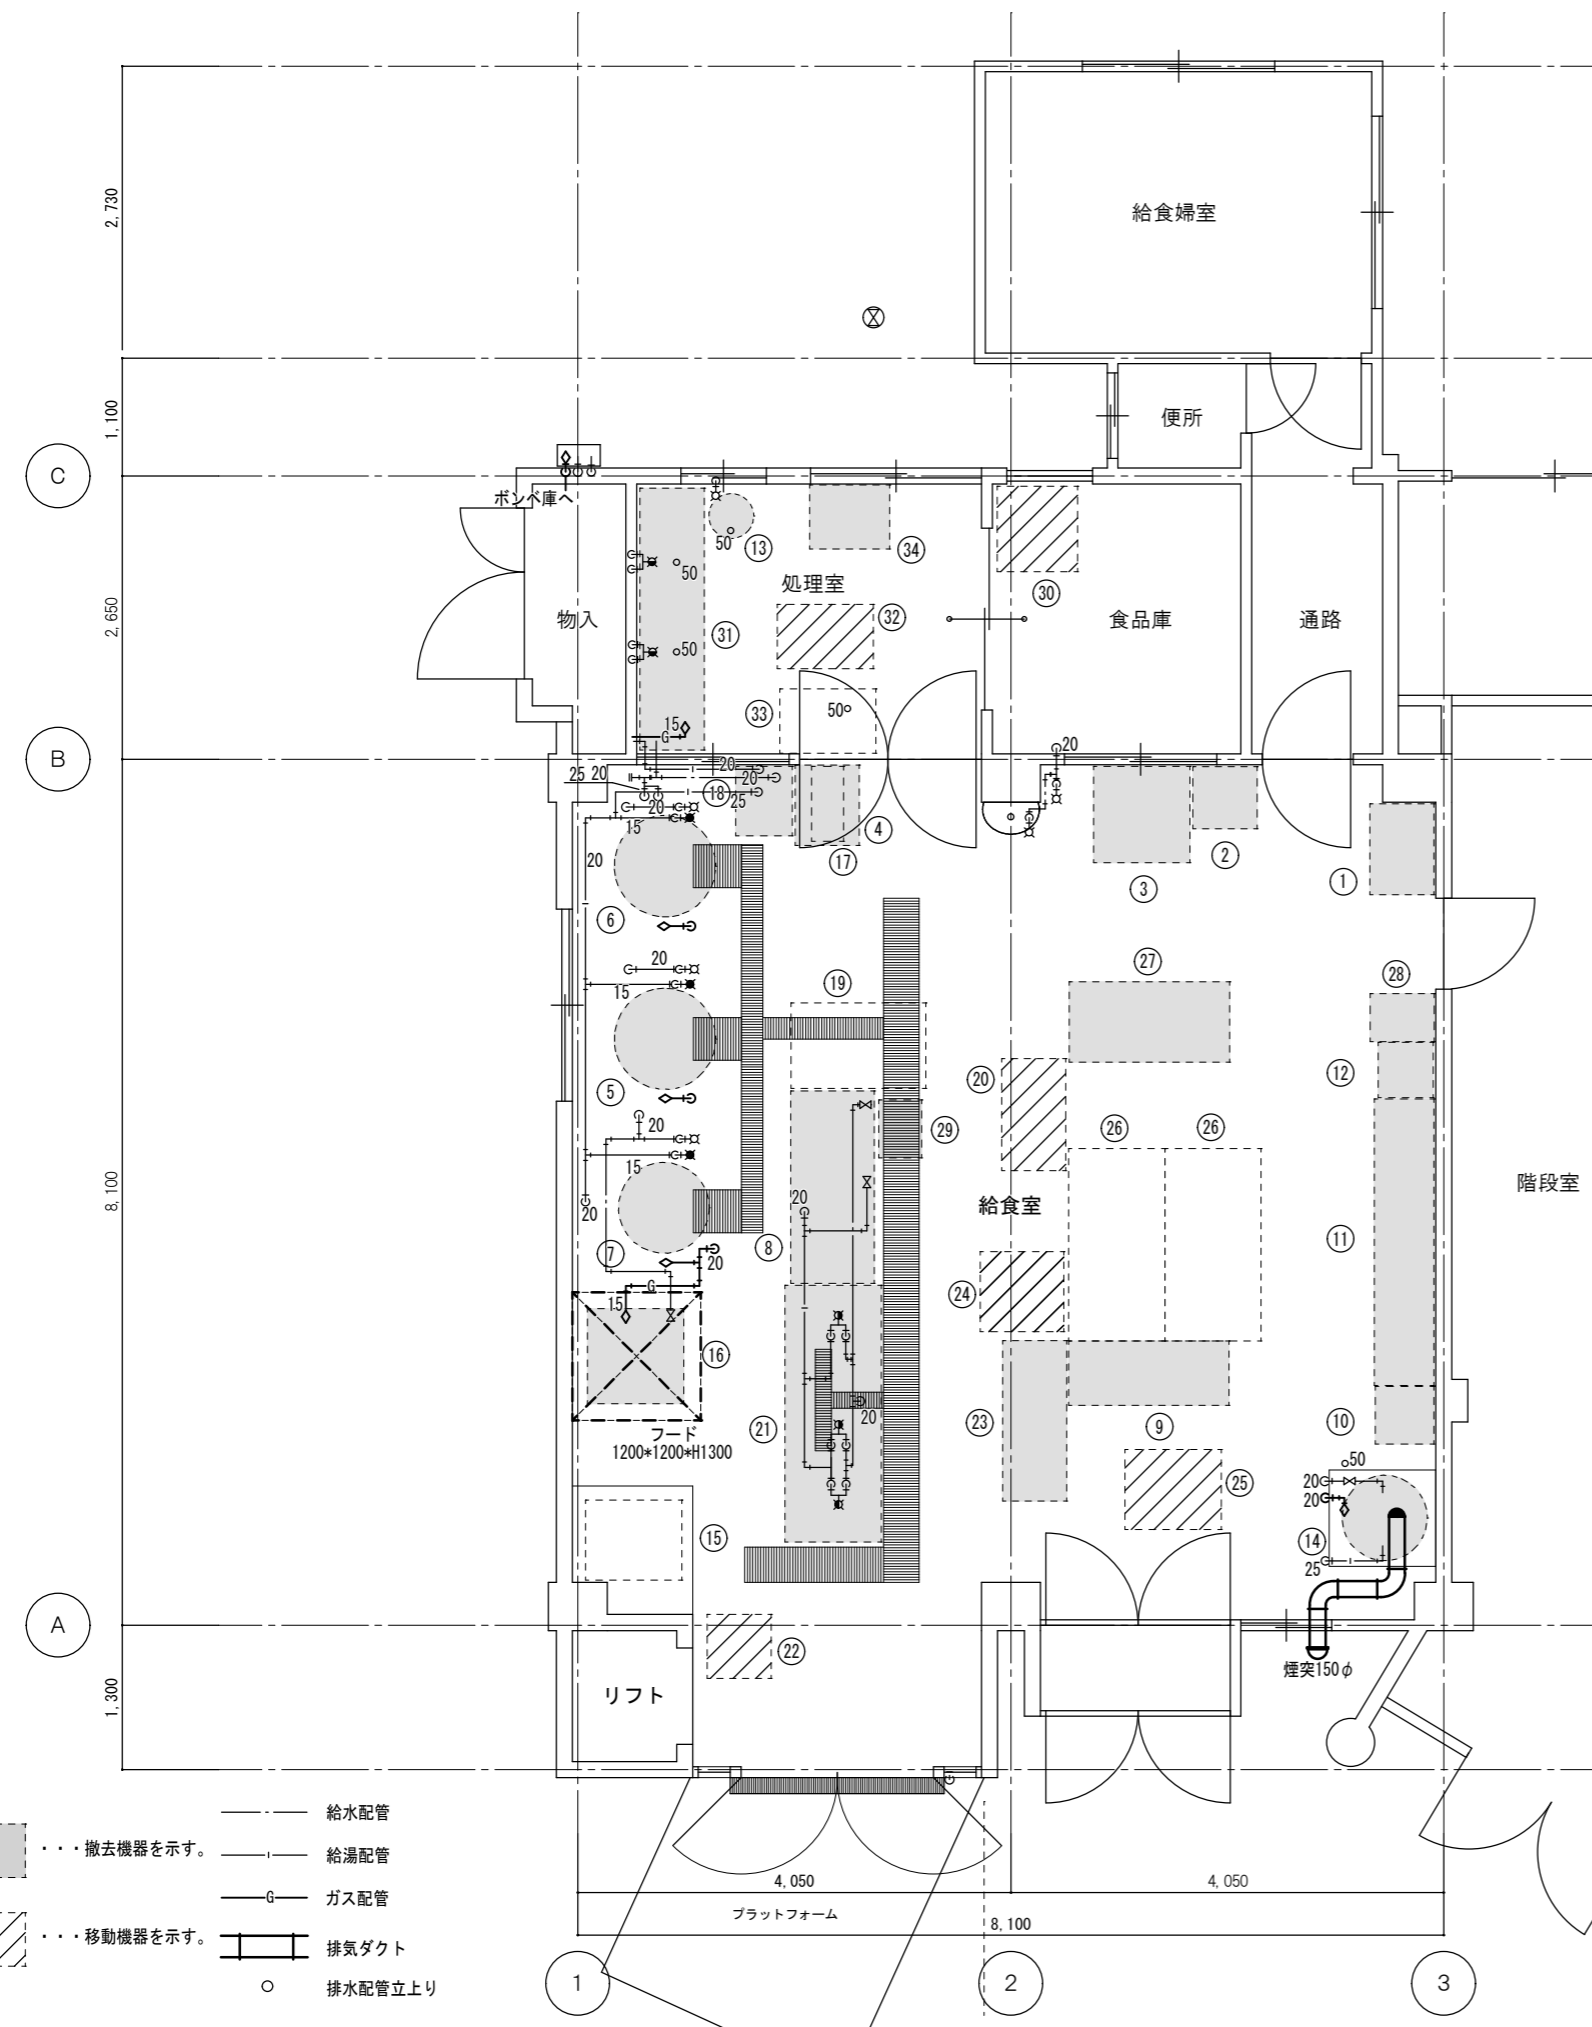 2,730
給食婦室
1,100
便所
C
ボンベ庫へ
50
⑬
㉞
50
処理室
㉚
2,650
物入
㉜
食品庫
通路
㉛
50
15
G
㉝
50
B
20
20
25 20
20
⑱
25
20
15
④
⑰
②
③
①
20
⑥
20
15
⑲
㉗
㉘
⑤
20
⑫
20
15
㉙
㉖
㉖
8,100
20
給食室
階段室
20
⑦
⑧
20
⑪
G
15
㉔
⑯
20
フード
1200*1200*H1300
㉑
㉓
⑨
⑩
50
20
20
㉕
⑮
⑭
25
A
㉒
1,300
リフト
煙突150φ
・・・撤去機器を示す。
・・・移動機器を示す。
給水配管
給湯配管
G
ガス配管
排気ダクト
排水配管立上り
4,050
4,050
プラットフォーム
8,100
1
2
3
⑳